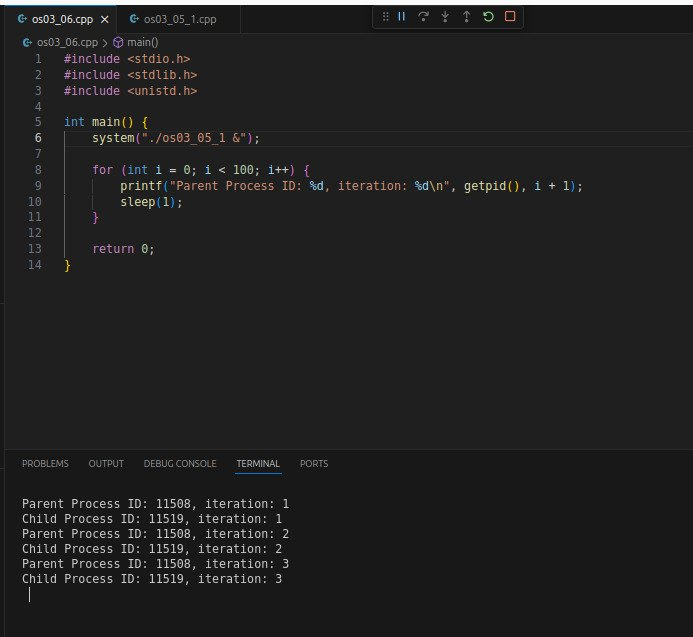 os03_06.cpp
os03_05_1.cpp
os03_06.cpp > main()
1 #include <stdio.h>
2 #include <stdlib.h>
3 #include <unistd.h>
4
5 int main() {
6 system("./os03_05_1 &");
7
8 for (int i = 0; i < 100; i++) {
9 printf("Parent Process ID: %d, iteration: %d\n", getpid(), i + 1);
10 sleep(1);
11 }
12
13 return 0;
14 }
PROBLEMS OUTPUT DEBUG CONSOLE TERMINAL PORTS
Parent Process ID: 11508, iteration: 1
Child Process ID: 11519, iteration: 1
Parent Process ID: 11508, iteration: 2
Child Process ID: 11519, iteration: 2
Parent Process ID: 11508, iteration: 3
Child Process ID: 11519, iteration: 3